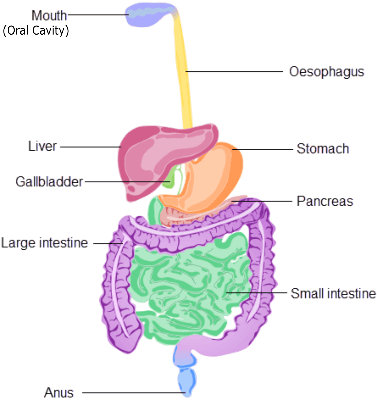 Mouth
(Oral Cavity)
Oesophagus
Liver
Stomach
Gallbladder
Pancreas
Large intestine
Small intestine
Anus